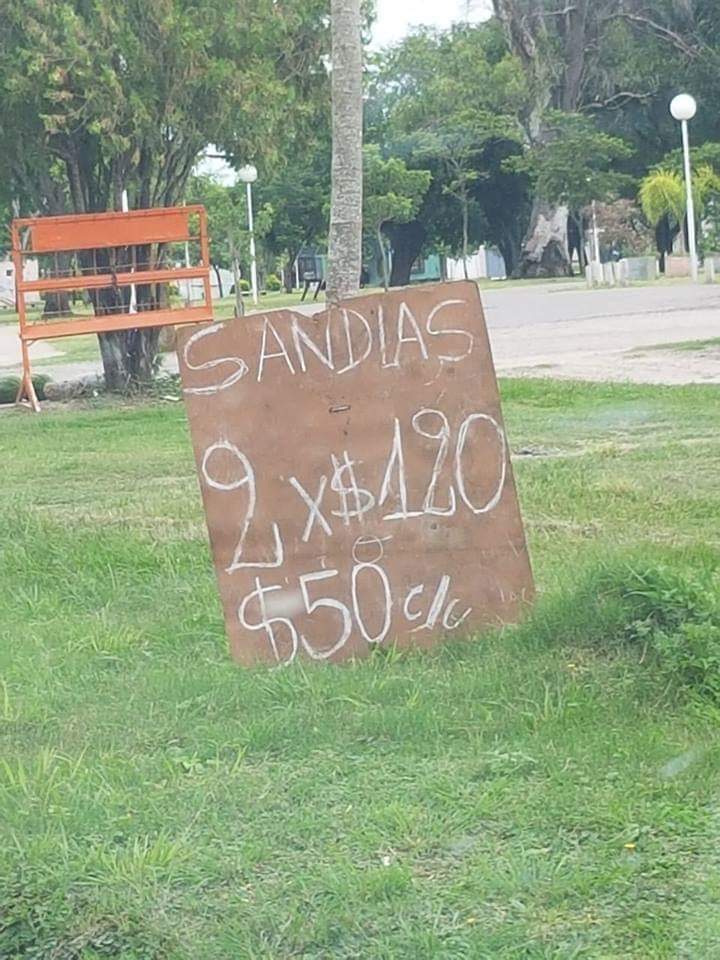 SANDIAS
2 x $120
ó
$50 c/u